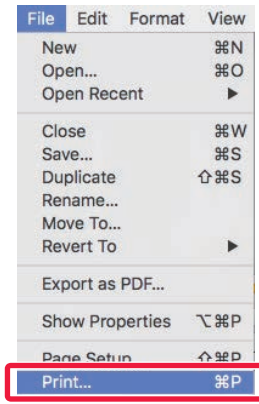 File Edit Format View
New ⌘N
Open... ⌘O
Open Recent ▶
Close ⌘W
Save... ⌘S
Duplicate ⇧⌘S
Rename...
Move To...
Revert To ▶
Export as PDF...
Show Properties ⌥⌘P
Page Setup ⇧⌘P
Print... ⌘P